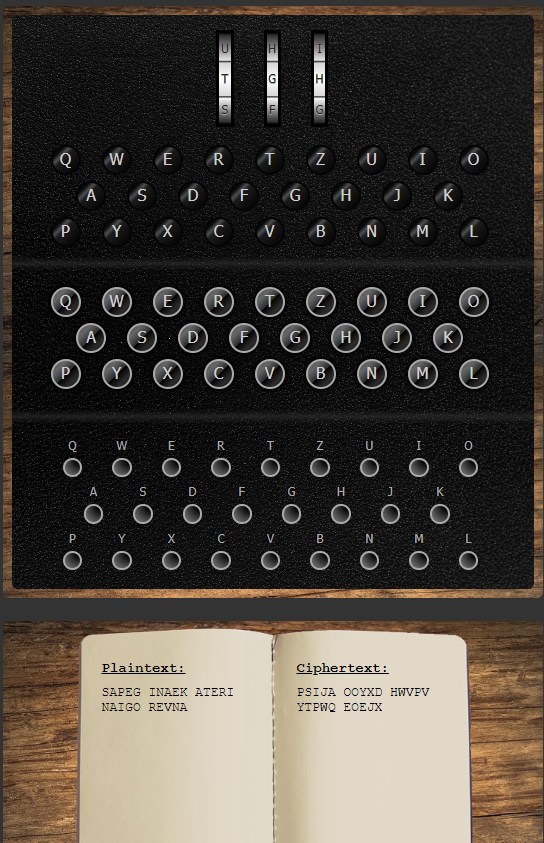 U H I
T G H
S F G
Q W E R T Z U I O
A S D F G H J K
P Y X C V B N M L
Q W E R T Z U I O
A S D F G H J K
P Y X C V B N M L
Q W E R T Z U I O
A S D F G H J K
P Y X C V B N M L
Plaintext:
SAPEG INAEK ATERI
NAIGO REVNA
Ciphertext:
PSIJA OOYXD HWVPV
YTPWQ EOEJX